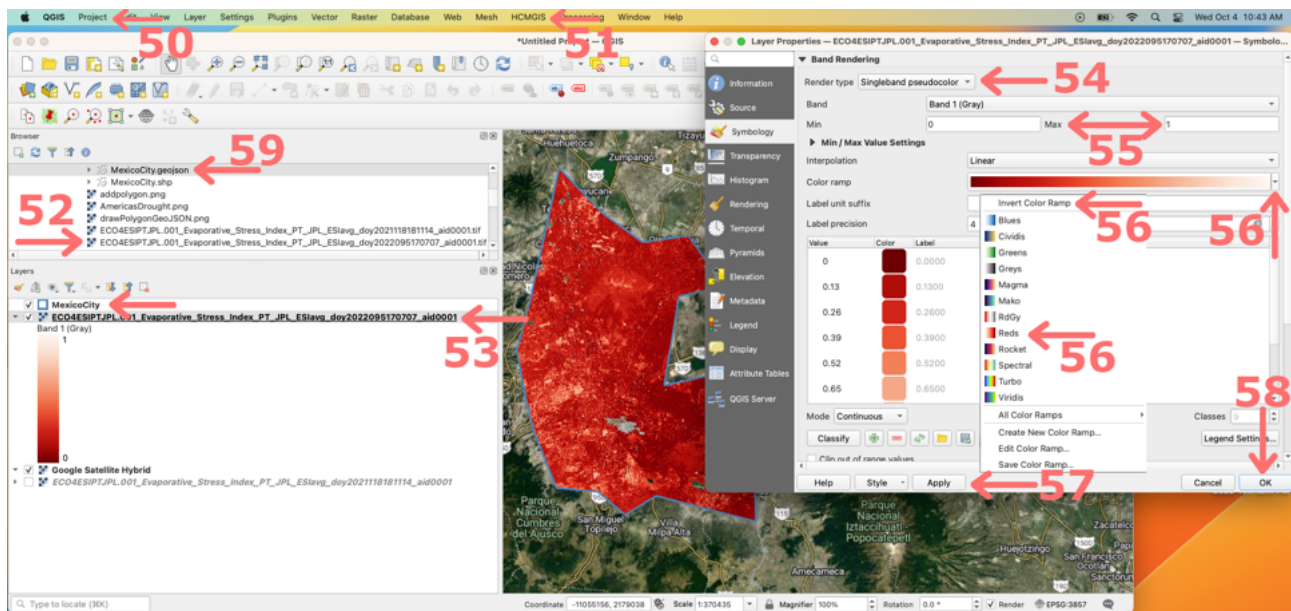 QGIS Project Edit View Layer Settings Plugins Vector Raster Database Web Mesh HCMGIS Processing Window Help Wed Oct 4 10:43 AM
50
51
*Untitled Project — QGIS
Browser
MexicoCity.geojson
59
MexicoCity.shp
addpolygon.png
AmericasDrought.png
drawPolygonGeoJSON.png
ECO4ESIPTJPL.001_Evaporative_Stress_Index_PT_JPL_ESIavg_doy2021118181114_aid0001.tif
ECO4ESIPTJPL.001_Evaporative_Stress_Index_PT_JPL_ESIavg_doy2022095170707_aid0001.tif
52
Layers
MexicoCity
ECO4ESIPTJPL.001_Evaporative_Stress_Index_PT_JPL_ESIavg_doy2022095170707_aid0001
53
Band 1 (Gray)
1
0
Google Satellite Hybrid
ECO4ESIPTJPL.001_Evaporative_Stress_Index_PT_JPL_ESIavg_doy2021118181114_aid0001
Type to locate (⌘K)
Huehuetoca
Zumpango
Parque
Nacional
Cumbres
del Ajusco
San Miguel
Topilejo
Villa
Milpa Alta
Amecameca
Parque
Nacional
Iztaccihuatl
Popocatepetl
Huejotzingo
San Francisco
Ocotlán
Coordinate -11055156, 2179038 Scale 1:370435 Magnifier 100% Rotation 0.0 ° Render EPSG:3857
Layer Properties — ECO4ESIPTJPL.001_Evaporative_Stress_Index_PT_JPL_ESIavg_doy2022095170707_aid0001 — Symbolo...
Information
Source
Symbology
Transparency
Histogram
Rendering
Temporal
Pyramids
Elevation
Metadata
Legend
Display
Attribute Tables
QGIS Server
Band Rendering
Render type Singleband pseudocolor
54
Band Band 1 (Gray)
Min 0 Max 1
55
Min / Max Value Settings
Interpolation Linear
Color ramp
Label unit suffix
Label precision 4
Value Color Label
0 0.0000
0.13 0.1300
0.26 0.2600
0.39 0.3900
0.52 0.5200
0.65 0.6500
Mode Continuous Classes 9
Classify Legend Settings...
Clip out of range values
Help Style Apply Cancel OK
57
58
Invert Color Ramp
56
56
Blues
Cividis
Greens
Greys
Magma
Mako
RdGy
Reds
56
Rocket
Spectral
Turbo
Viridis
All Color Ramps
Create New Color Ramp...
Edit Color Ramp...
Save Color Ramp...